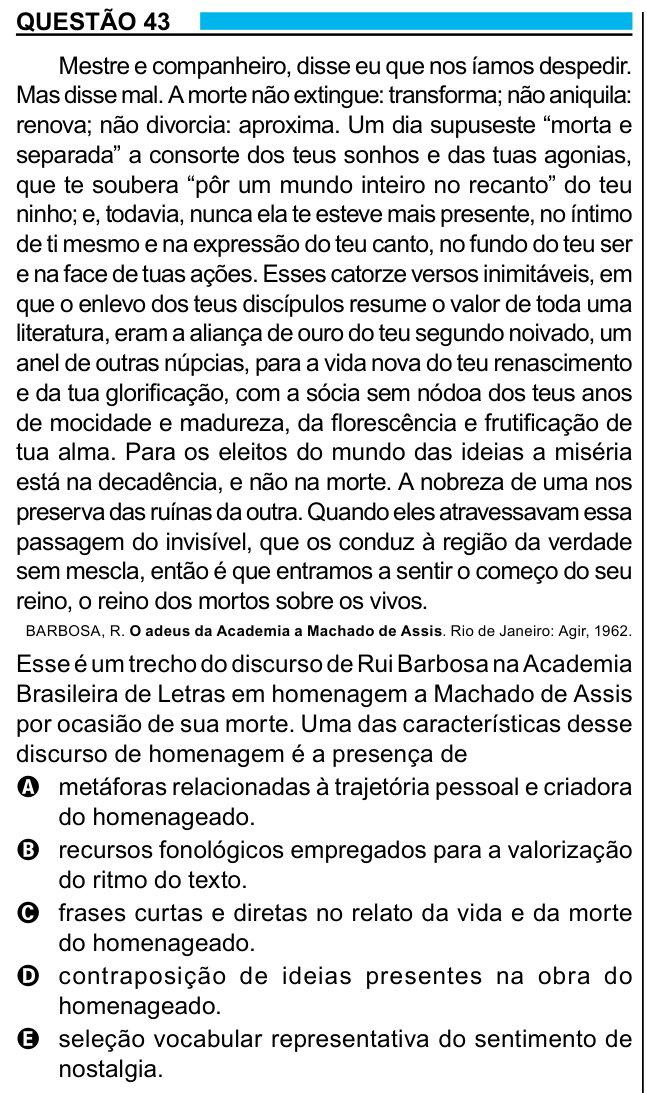 QUESTÃO 43
Mestre e companheiro, disse eu que nos íamos despedir.
Mas disse mal. A morte não extingue: transforma; não aniquila:
renova; não divorcia: aproxima. Um dia supuseste “morta e
separada” a consorte dos teus sonhos e das tuas agonias,
que te soubera “pôr um mundo inteiro no recanto” do teu
ninho; e, todavia, nunca ela te esteve mais presente, no íntimo
de ti mesmo e na expressão do teu canto, no fundo do teu ser
e na face de tuas ações. Esses catorze versos inimitáveis, em
que o enlevo dos teus discípulos resume o valor de toda uma
literatura, eram a aliança de ouro do teu segundo noivado, um
anel de outras núpcias, para a vida nova do teu renascimento
e da tua glorificação, com a sócia sem nódoa dos teus anos
de mocidade e madureza, da florescência e frutificação de
tua alma. Para os eleitos do mundo das ideias a miséria
está na decadência, e não na morte. A nobreza de uma nos
preserva das ruínas da outra. Quando eles atravessavam essa
passagem do invisível, que os conduz à região da verdade
sem mescla, então é que entramos a sentir o começo do seu
reino, o reino dos mortos sobre os vivos.
BARBOSA, R. O adeus da Academia a Machado de Assis. Rio de Janeiro: Agir, 1962.
Esse é um trecho do discurso de Rui Barbosa na Academia
Brasileira de Letras em homenagem a Machado de Assis
por ocasião de sua morte. Uma das características desse
discurso de homenagem é a presença de
A metáforas relacionadas à trajetória pessoal e criadora
do homenageado.
B recursos fonológicos empregados para a valorização
do ritmo do texto.
C frases curtas e diretas no relato da vida e da morte
do homenageado.
D contraposição de ideias presentes na obra do
homenageado.
E seleção vocabular representativa do sentimento de
nostalgia.